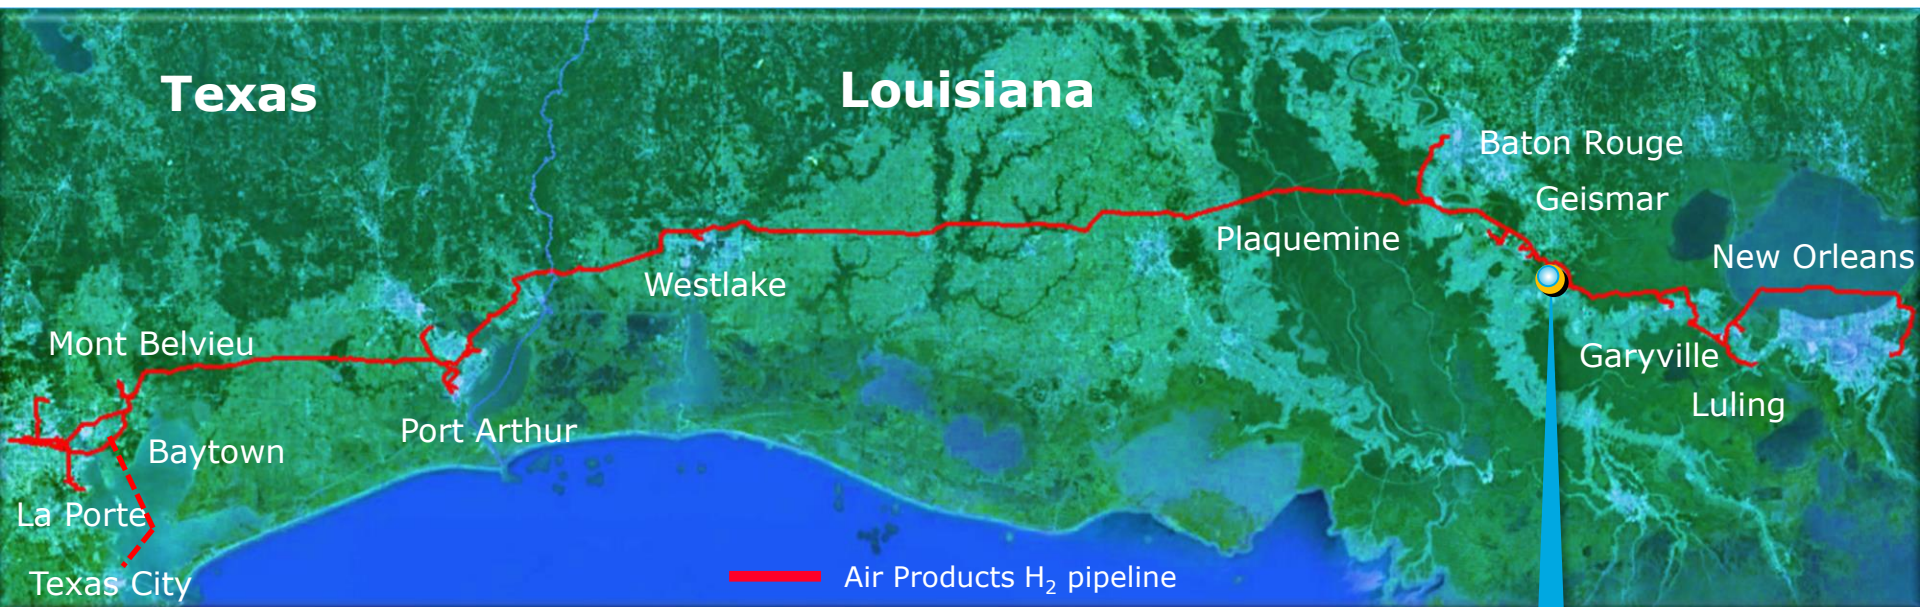 Texas
Louisiana
Baton Rouge
Geismar
Plaquemine
New Orleans
Westlake
Mont Belvieu
Garyville
Luling
Port Arthur
Baytown
La Porte
Texas City
Air Products H₂ pipeline